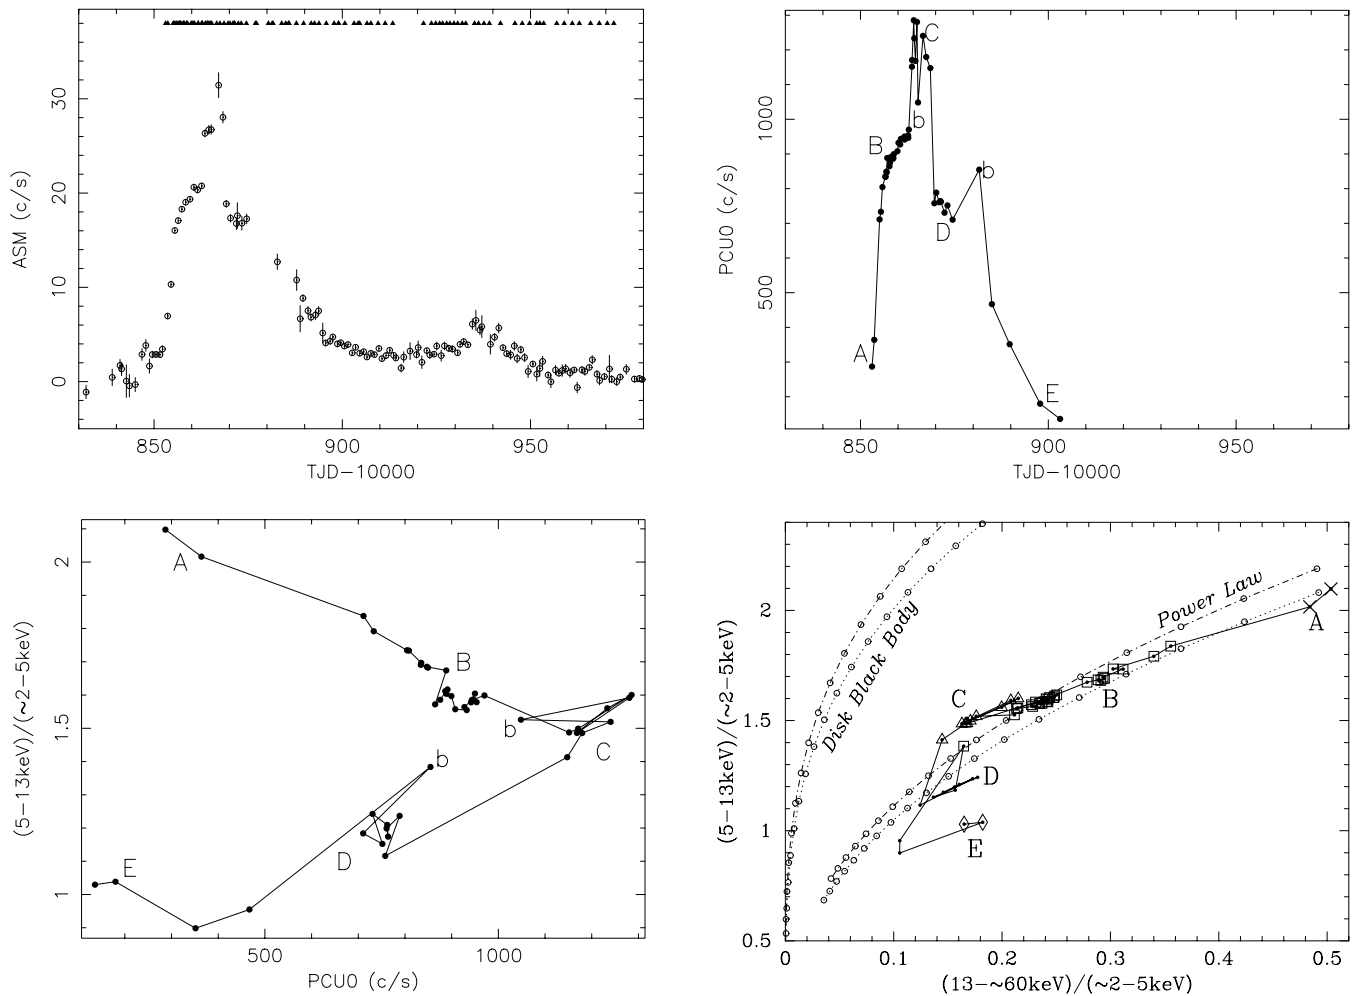 ASM (c/s)
30
20
10
0
850
900
950
TJD−10000
PCU0 (c/s)
1000
500
A
B
b
C
D
b
E
850
900
950
TJD−10000
(5−13keV)/(~2−5keV)
2
1.5
1
A
B
b
C
b
D
E
500
1000
PCU0 (c/s)
(5−13keV)/(~2−5keV)
2
1.5
1
0.5
Disk Black Body
Power Law
A
B
C
D
E
0
0.1
0.2
0.3
0.4
0.5
(13−~60keV)/(~2−5keV)